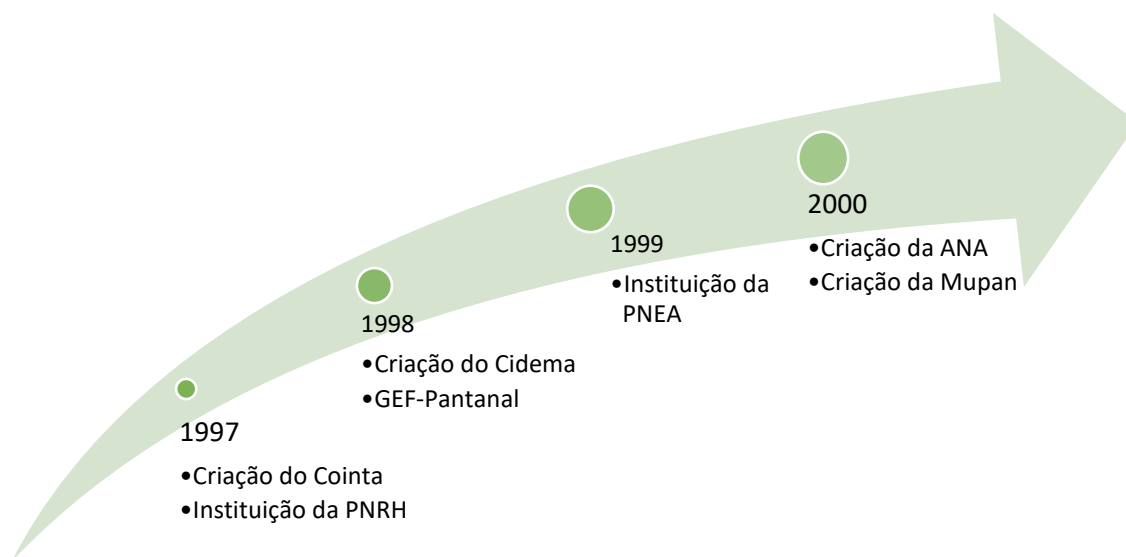 1997
•Criação do Cointa
•Instituição da PNRH
1998
•Criação do Cidema
•GEF-Pantanal
1999
•Instituição da
PNEA
2000
•Criação da ANA
•Criação da Mupan